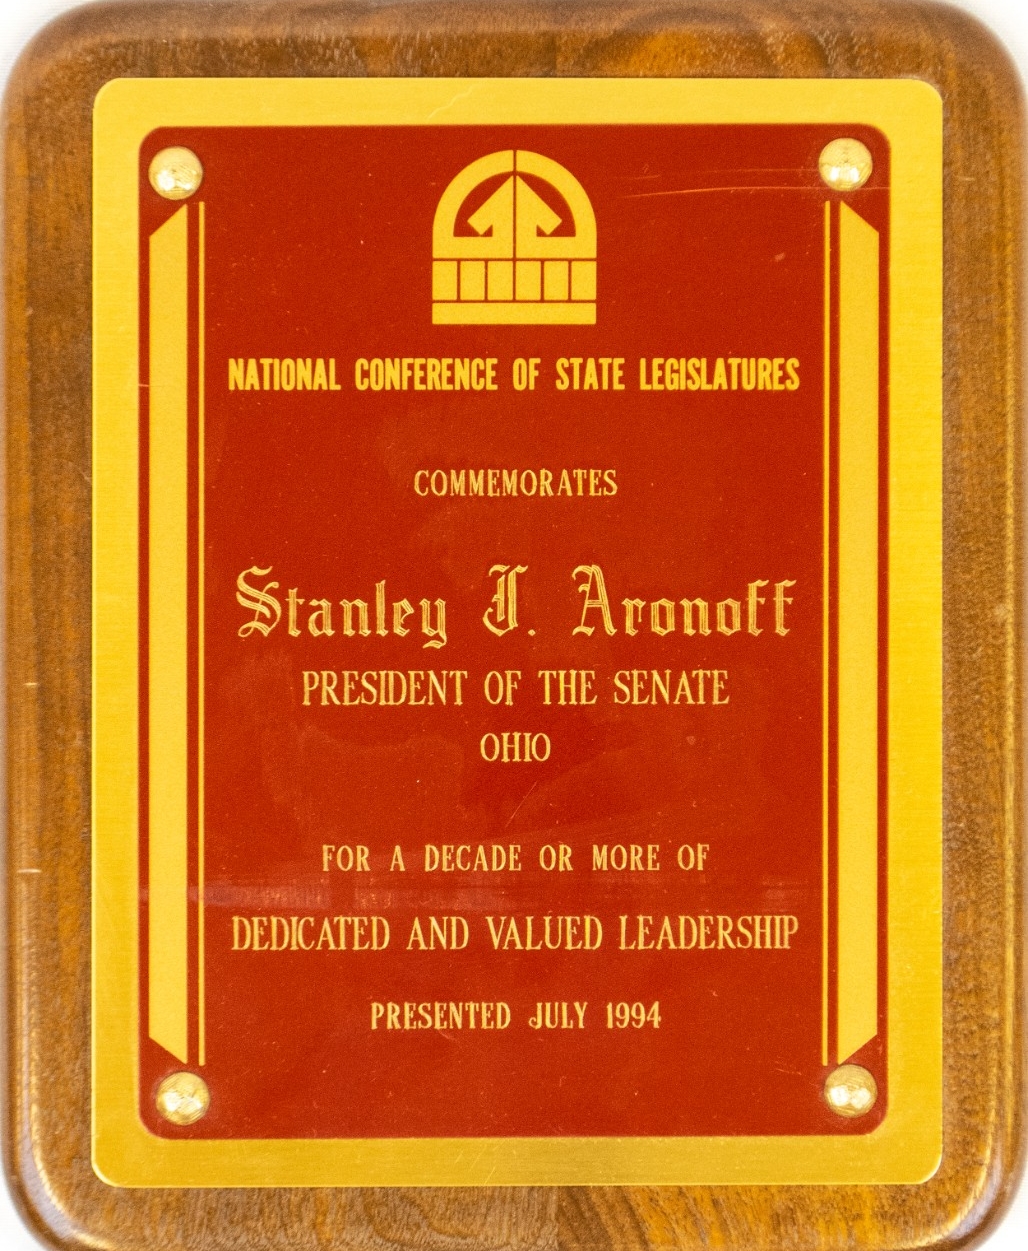 NATIONAL CONFERENCE OF STATE LEGISLATURES
COMMEMORATES
Stanley J. Aronoff
PRESIDENT OF THE SENATE
OHIO
FOR A DECADE OR MORE OF
DEDICATED AND VALUED LEADERSHIP
PRESENTED JULY 1994